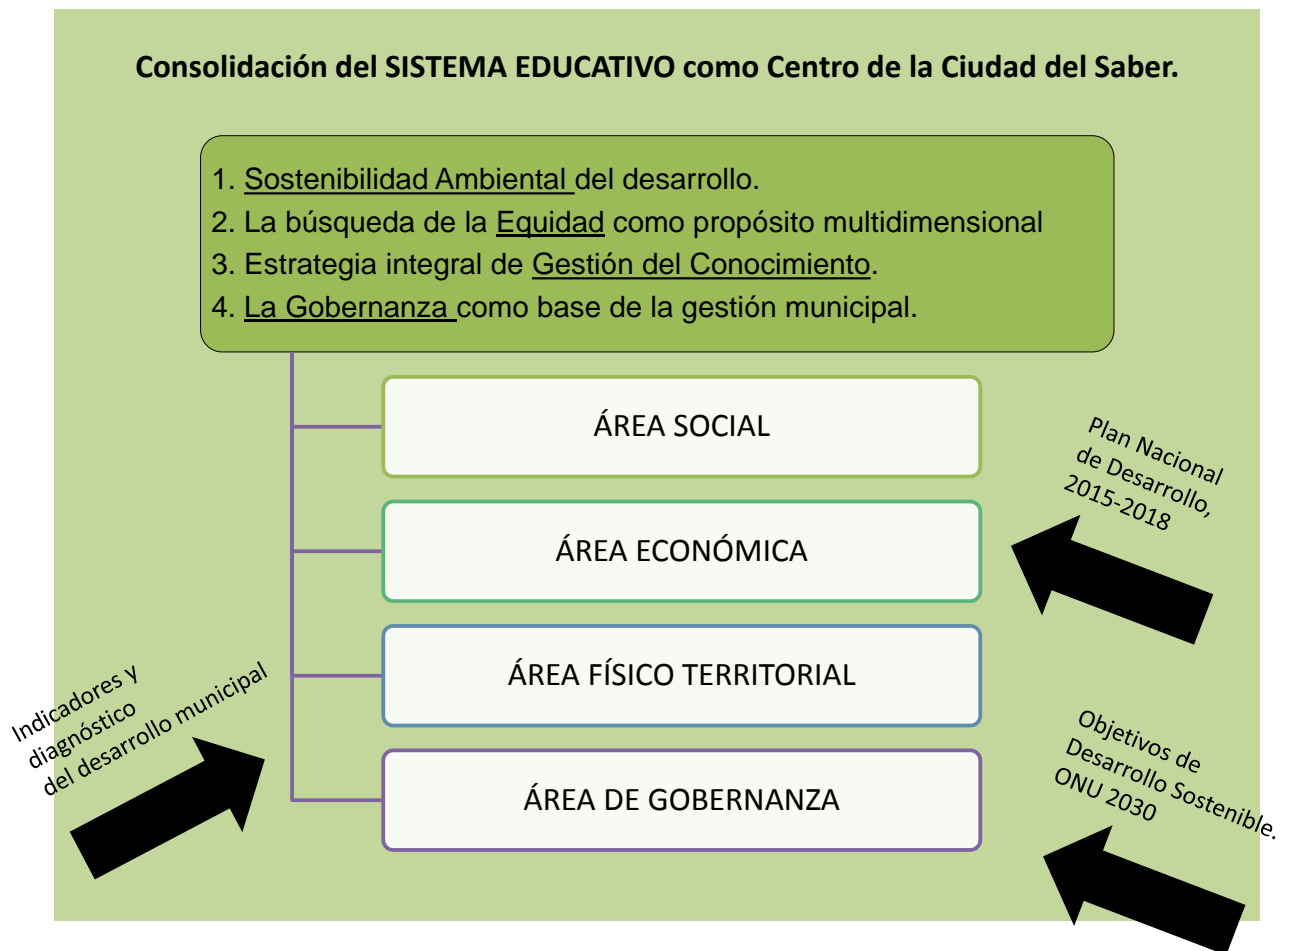 Consolidación del SISTEMA EDUCATIVO como Centro de la Ciudad del Saber.
1. Sostenibilidad Ambiental del desarrollo.
2. La búsqueda de la Equidad como propósito multidimensional
3. Estrategia integral de Gestión del Conocimiento.
4. La Gobernanza como base de la gestión municipal.
ÁREA SOCIAL
Plan Nacional
de Desarrollo,
2015-2018
ÁREA ECONÓMICA
ÁREA FÍSICO TERRITORIAL
Indicadores y
diagnóstico
del desarrollo municipal
Objetivos de
Desarrollo Sostenible.
ONU 2030
ÁREA DE GOBERNANZA